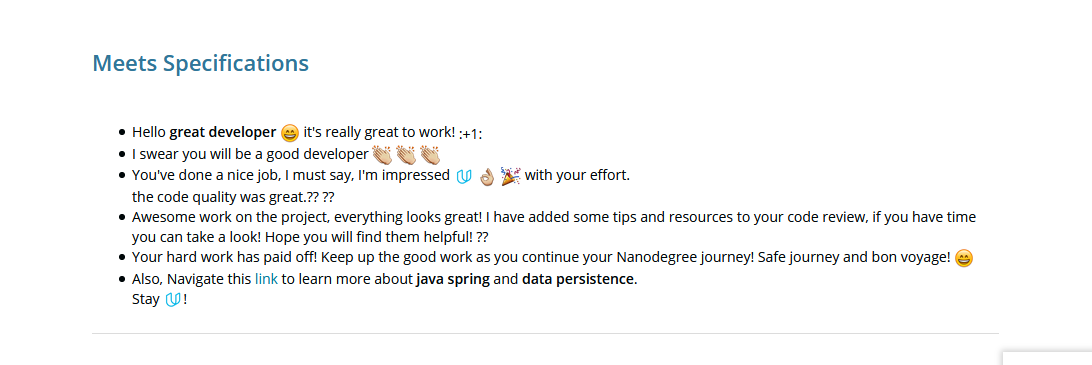 Meets Specifications
Hello great developer 😄 it's really great to work! :+1:
I swear you will be a good developer 👏🏼 👏🏼 👏🏼
You've done a nice job, I must say, I'm impressed 👌🏼 🎉 with your effort.
the code quality was great.?? ??
Awesome work on the project, everything looks great! I have added some tips and resources to your code review, if you have time
you can take a look! Hope you will find them helpful! ??
Your hard work has paid off! Keep up the good work as you continue your Nanodegree journey! Safe journey and bon voyage! 😄
Also, Navigate this link to learn more about java spring and data persistence.
Stay !